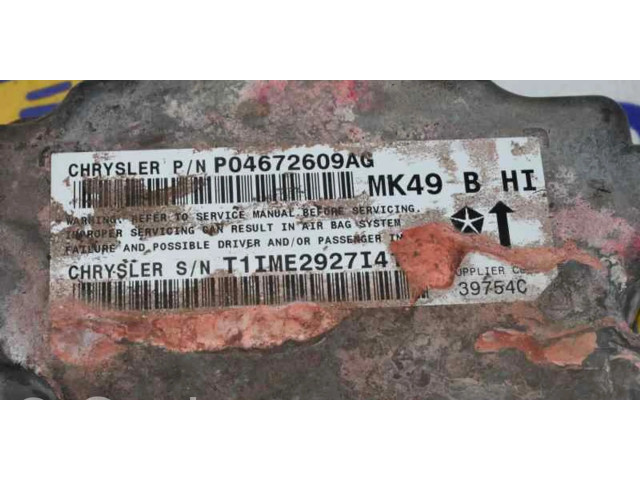 CHRYSLER P/N P04672609AG
MK49 B HI
WARNING: REFER TO SERVICE MANUAL BEFORE SERVICING.
IMPROPER SERVICING CAN RESULT IN AIR BAG SYSTEM
FAILURE AND POSSIBLE DRIVER AND/OR PASSENGER
CHRYSLER S/N T1IME2927I4
SUPPLIER
39754C